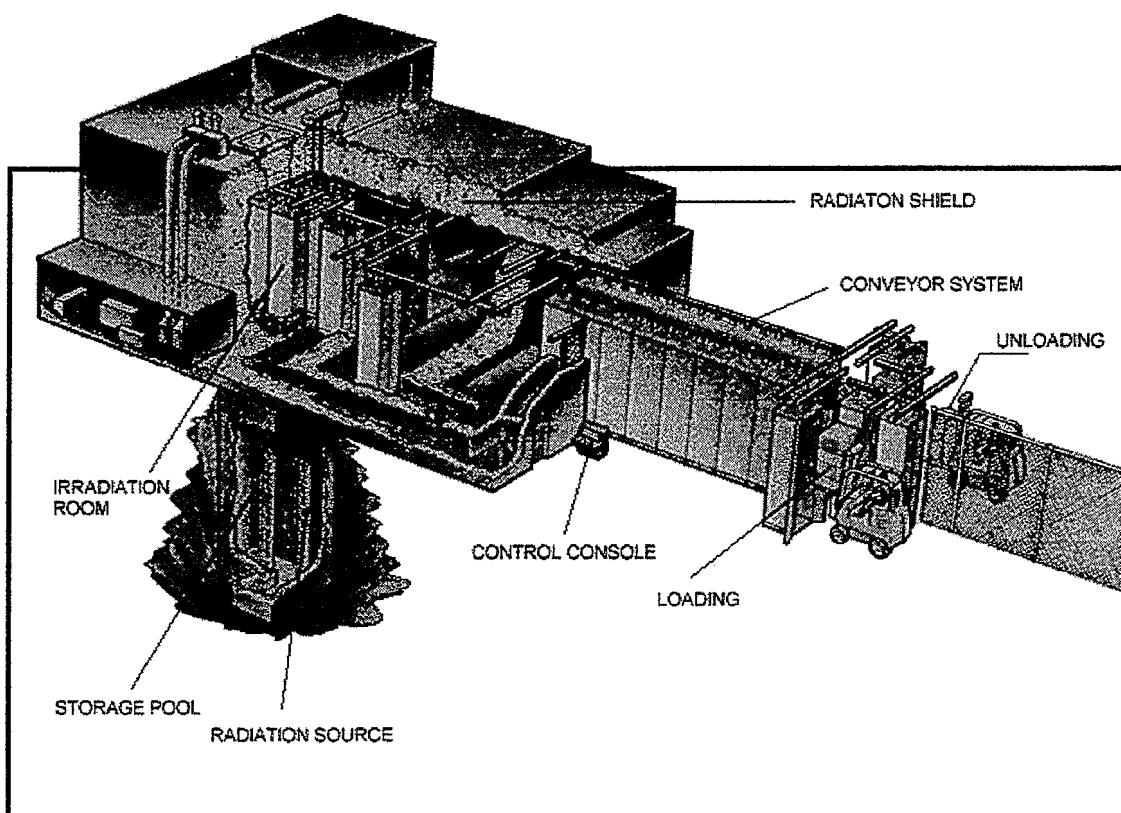 RADIATON SHIELD
CONVEYOR SYSTEM
UNLOADING
IRRADIATION
ROOM
CONTROL CONSOLE
LOADING
STORAGE POOL
RADIATION SOURCE